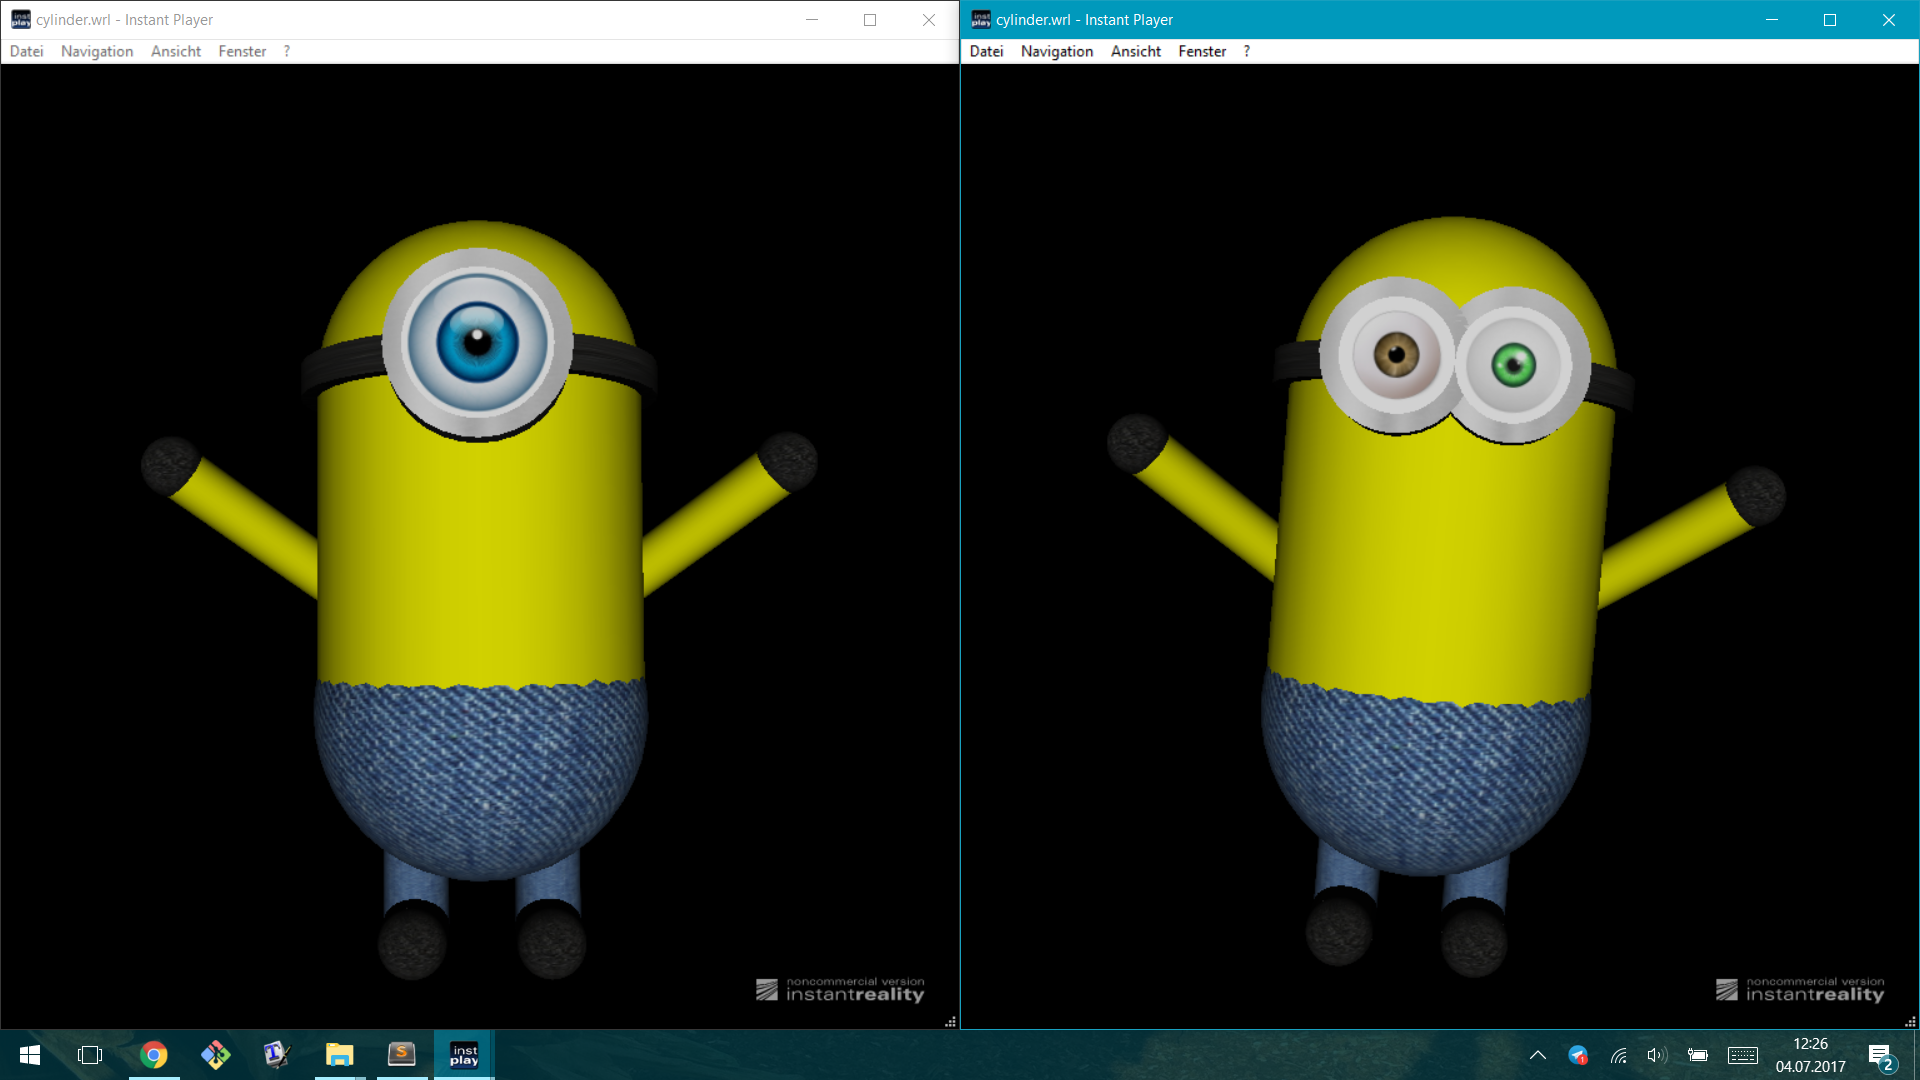 cylinder.wrl - Instant Player
Datei Navigation Ansicht Fenster ?
noncommercial version
instantreality
cylinder.wrl - Instant Player
Datei Navigation Ansicht Fenster ?
noncommercial version
instantreality
inst
play
12:26
04.07.2017
2